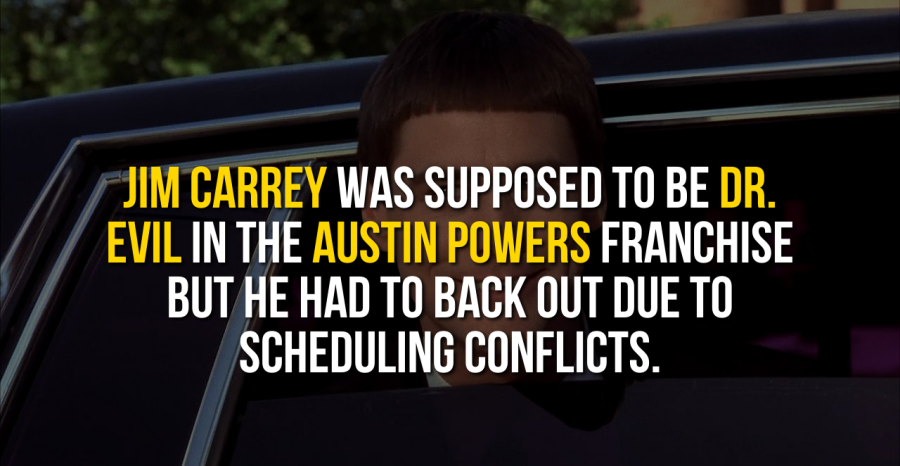 JIM CARREY WAS SUPPOSED TO BE DR.
EVIL IN THE AUSTIN POWERS FRANCHISE
BUT HE HAD TO BACK OUT DUE TO
SCHEDULING CONFLICTS.